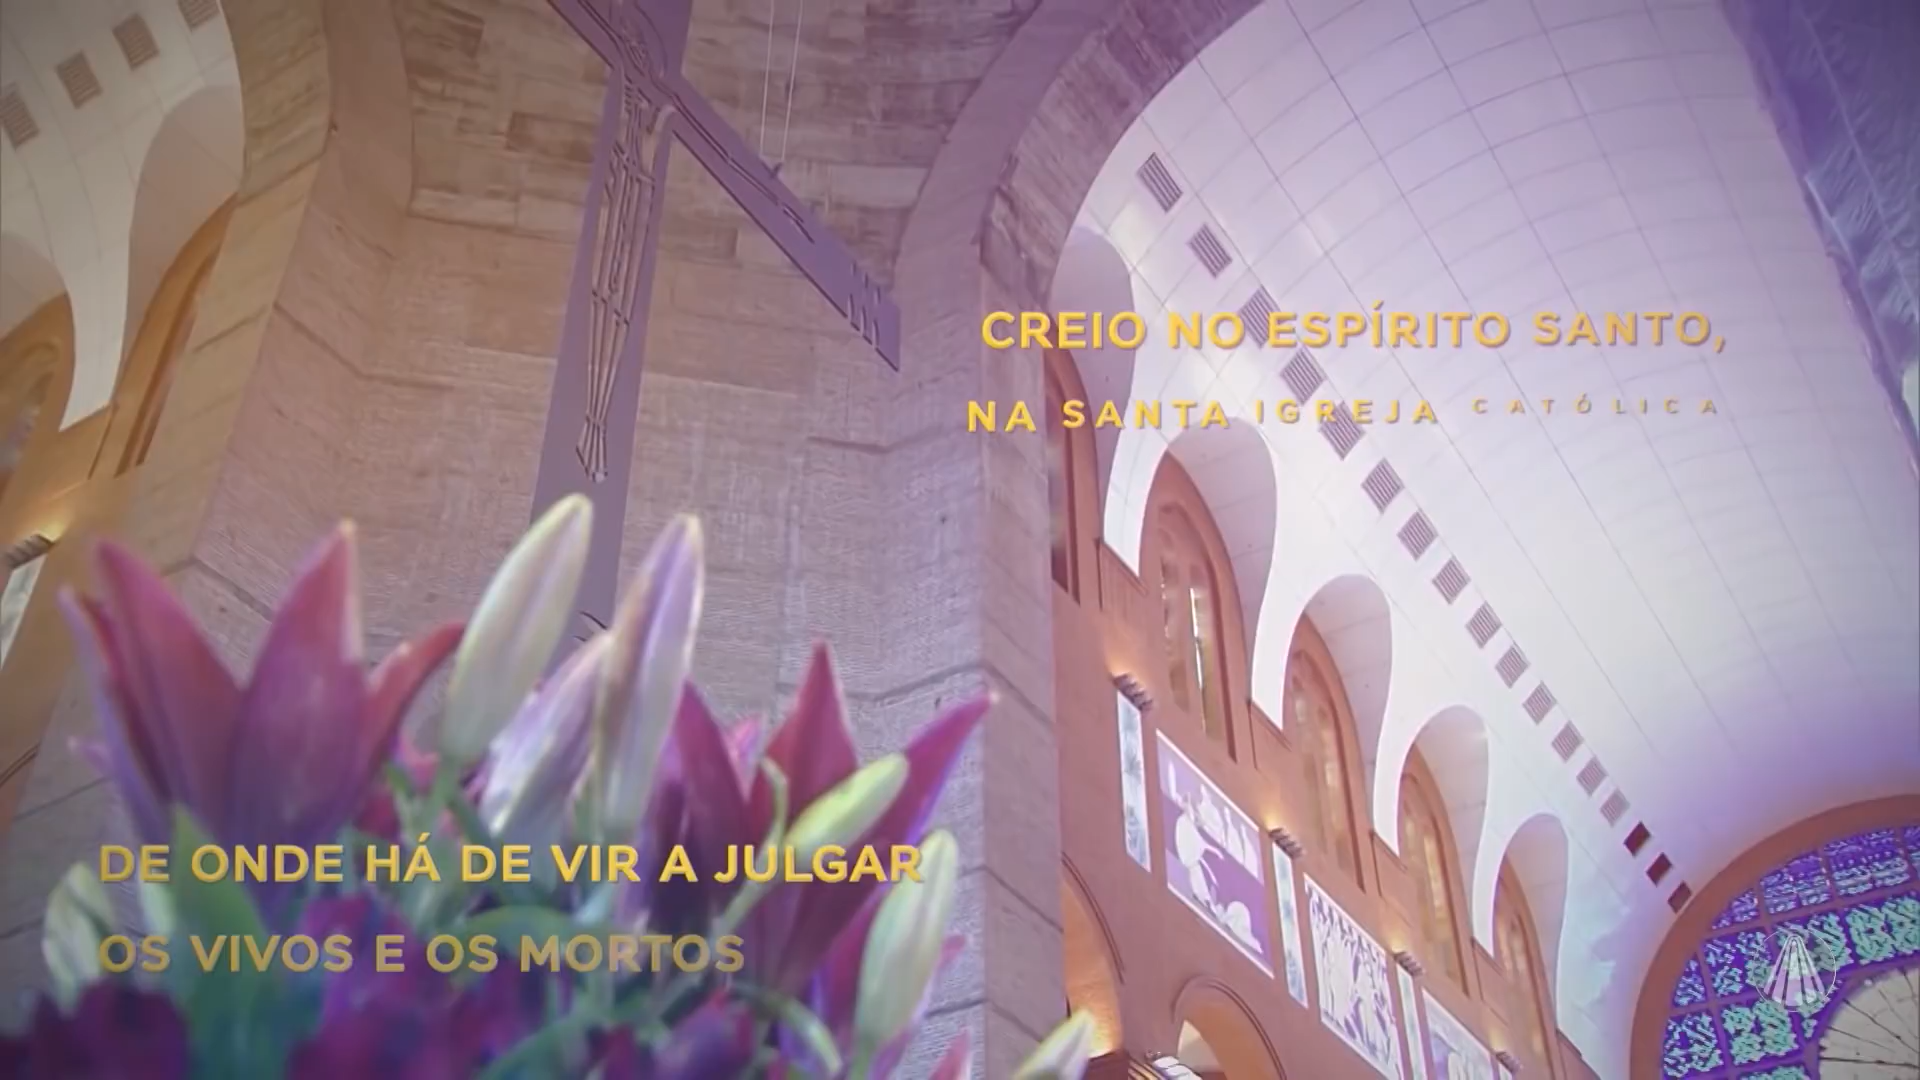 DE ONDE HÁ DE VIR A JULGAR
OS VIVOS E OS MORTOS
CREIO NO ESPÍRITO SANTO,
NA SANTA IGREJA CATÓLICA